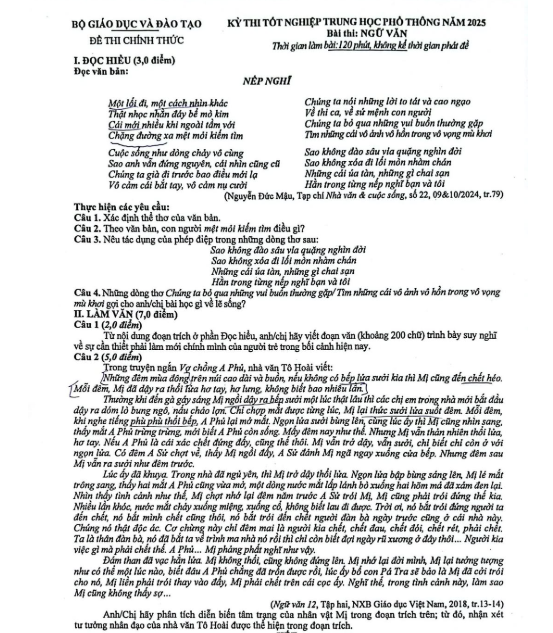 BỘ GIÁO DỤC VÀ ĐÀO TẠO
ĐỀ THI CHÍNH THỨC
KỲ THI TỐT NGHIỆP TRUNG HỌC PHỔ THÔNG NĂM 2025
Bài thi: NGỮ VĂN
Thời gian làm bài: 120 phút, không kể thời gian phát đề
I. ĐỌC HIỂU (3,0 điểm)
Đọc văn bản:
NẾP NGHĨ
Một lối đi, một cách nhìn khác
Thật nhọc nhằn đáy bể mò kim
Cái mới nhiều khi ngoài tầm với
Chặng đường xa mệt mỏi kiếm tìm
Cuộc sống như dòng chảy vô cùng
Sao anh vẫn đứng nguyên, cái nhìn cũng cũ
Chúng ta già đi trước bao điều mới lạ
Vô cảm cái bắt tay, vô cảm nụ cười
Chúng ta nói những lời to tát và cao ngạo
Về thi ca, về sứ mệnh con người
Chúng ta bỏ qua những vui buồn thường gặp
Tìm những cái vô ảnh vô hồn trong vô vọng mù khơi
Sao không đào sâu vỉa quặng nghìn đời
Sao không xóa đi lối mòn nhàm chán
Những cái úa tàn, những gì chai sạn
Hằn trong từng nếp nghĩ bạn và tôi
(Nguyễn Đức Mậu, Tạp chí Nhà văn & cuộc sống, số 22, 09&10/2024, tr.79)
Thực hiện các yêu cầu:
Câu 1. Xác định thể thơ của văn bản.
Câu 2. Theo văn bản, con người mệt mỏi kiếm tìm điều gì?
Câu 3. Nêu tác dụng của phép điệp trong những dòng thơ sau:
Sao không đào sâu vỉa quặng nghìn đời
Sao không xóa đi lối mòn nhàm chán
Những cái úa tàn, những gì chai sạn
Hằn trong từng nếp nghĩ bạn và tôi
Câu 4. Những dòng thơ Chúng ta bỏ qua những vui buồn thường gặp/ Tìm những cái vô ảnh vô hồn trong vô vọng
mù khơi gợi cho anh/chị bài học gì về lẽ sống?
II. LÀM VĂN (7,0 điểm)
Câu 1 (2,0 điểm)
Từ nội dung đoạn trích ở phần Đọc hiểu, anh/chị hãy viết đoạn văn (khoảng 200 chữ) trình bày suy nghĩ
về sự cần thiết phải làm mới chính mình của người trẻ trong bối cảnh hiện nay.
Câu 2 (5,0 điểm)
Trong truyện ngắn Vợ chồng A Phủ, nhà văn Tô Hoài viết:
Những đêm mùa đông trên núi cao dài và buồn, nếu không có bếp lửa sưởi kia thì Mị cũng đến chết héo.
Mỗi đêm, Mị đã dậy ra thổi lửa hơ tay, hơ lưng, không biết bao nhiêu lần.
Thường khi đến gà gáy sáng Mị ngồi dậy ra bếp sưởi một lúc thật lâu thì các chị em trong nhà mới bắt đầu
dậy ra dóm lò bung ngô, nấu cháo lợn. Chỉ chợp mắt được từng lúc, Mị lại thức sưởi lửa suốt đêm. Mỗi đêm,
khi nghe tiếng phù phù thổi bếp, A Phủ lại mở mắt. Ngọn lửa sưởi bùng lên, cùng lúc ấy thì Mị cũng nhìn sang,
thấy mắt A Phủ trừng trừng, mới biết A Phủ còn sống. Mấy đêm nay như thế. Nhưng Mị vẫn thản nhiên thổi lửa,
hơ tay. Nếu A Phủ là cái xác chết đứng đấy, cũng thế thôi. Mị vẫn trở dậy, vẫn sưởi, chỉ biết chỉ còn ở với
ngọn lửa. Có đêm A Sử chợt về, thấy Mị ngồi đấy, A Sử đánh Mị ngã ngay xuống cửa bếp. Nhưng đêm sau
Mị vẫn ra sưởi như đêm trước.
Lúc ấy đã khuya. Trong nhà đã ngủ yên, thì Mị trở dậy thổi lửa. Ngọn lửa bập bùng sáng lên, Mị lé mắt
trông sang, thấy hai mắt A Phủ cũng vừa mở, một dòng nước mắt lấp lánh bò xuống hai hõm má đã xám đen lại.
Nhìn thấy tình cảnh như thế, Mị chợt nhớ lại đêm năm trước A Sử trói Mị, Mị cũng phải trói đứng thế kia.
Nhiều lần khóc, nước mắt chảy xuống miệng, xuống cổ, không biết lau đi được. Trời ơi, nó bắt trói đứng người ta
đến chết, nó bắt mình chết cũng thôi, nó bắt trói đến chết người đàn bà ngày trước cũng ở cái nhà này.
Chúng nó thật độc ác. Cơ chừng này chỉ đêm mai là người kia chết, chết đau, chết đói, chết rét, phải chết.
Ta là thân đàn bà, nó đã bắt ta về trình ma nhà nó rồi thì chỉ còn biết đợi ngày rũ xương ở đây thôi... Người kia
việc gì mà phải chết thế. A Phủ... Mị phảng phất nghĩ như vậy.
Đám than đã vạc hẳn lửa. Mị không thổi, cũng không đứng lên. Mị nhớ lại đời mình, Mị lại tưởng tượng
như có thể một lúc nào, biết đâu A Phủ chẳng đã trốn được rồi, lúc ấy bố con Pá Tra sẽ bảo là Mị đã cởi trói
cho nó, Mị liền phải trói thay vào đấy, Mị phải chết trên cái cọc ấy. Nghĩ thế, trong tình cảnh này, làm sao
Mị cũng không thấy sợ...
(Ngữ văn 12, Tập hai, NXB Giáo dục Việt Nam, 2018, tr.13-14)
Anh/Chị hãy phân tích diễn biến tâm trạng của nhân vật Mị trong đoạn trích trên; từ đó, nhận xét
tư tưởng nhân đạo của nhà văn Tô Hoài được thể hiện trong đoạn trích.